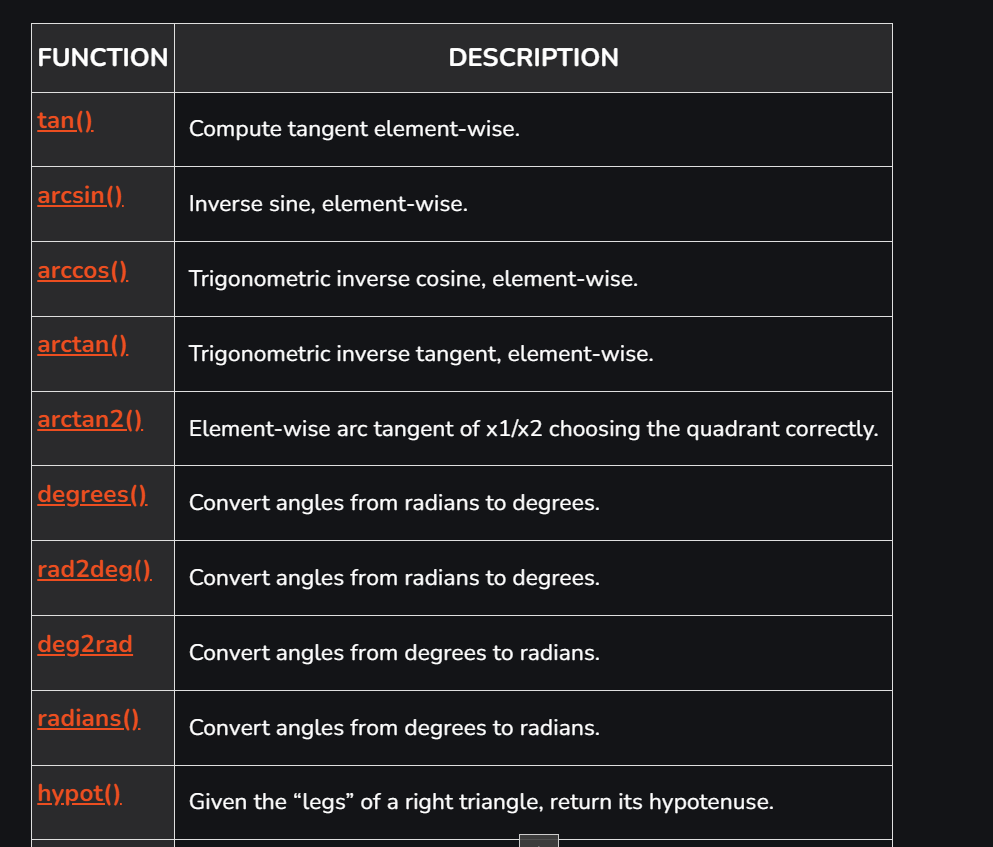 FUNCTION DESCRIPTION
tan() Compute tangent element-wise.
arcsin() Inverse sine, element-wise.
arccos() Trigonometric inverse cosine, element-wise.
arctan() Trigonometric inverse tangent, element-wise.
arctan2() Element-wise arc tangent of x1/x2 choosing the quadrant correctly.
degrees() Convert angles from radians to degrees.
rad2deg() Convert angles from radians to degrees.
deg2rad Convert angles from degrees to radians.
radians() Convert angles from degrees to radians.
hypot() Given the “legs” of a right triangle, return its hypotenuse.